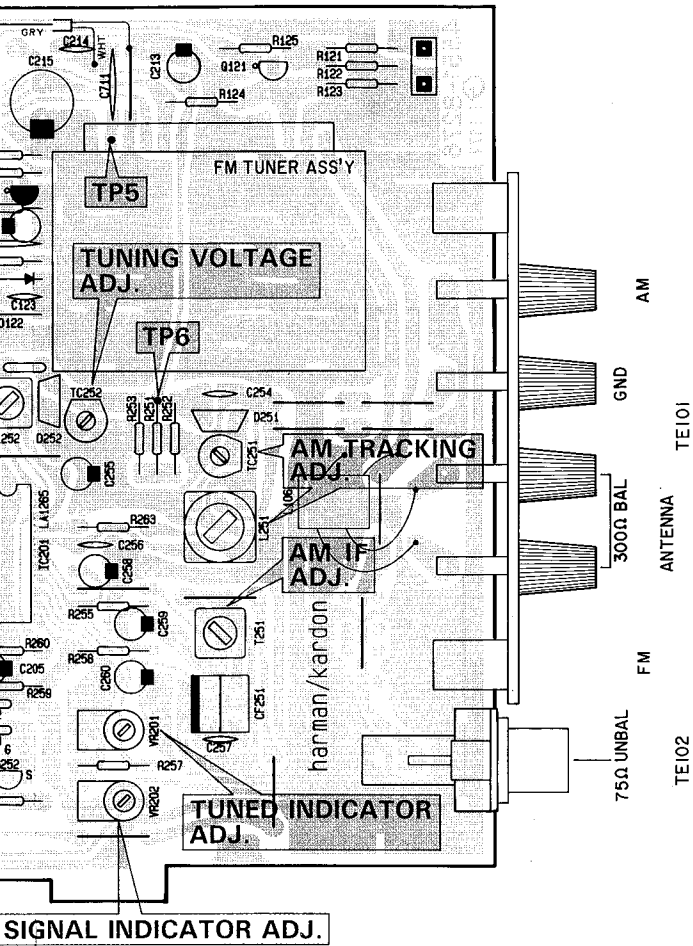 GRY
WHT
C214
C215
C711
C213
R125
Q121
R124
R121
R122
R123
FM TUNER ASS'Y
TP5
TUNING VOLTAGE
ADJ.
TP6
C123
D122
AM
GND
TE101
300Ω BAL
ANTENNA
FM
75Ω UNBAL
TE102
TC252
D252
R253
R251
R252
C254
D251
TC251
AM TRACKING
ADJ.
C255
L251
LA1265
IC201
R263
C256
C258
AM IF
ADJ.
R255
C259
T251
R260
C205
R259
R258
C260
CF251
C257
harman/kardon
VR201
R257
VR202
G
S
TUNED INDICATOR
ADJ.
SIGNAL INDICATOR ADJ.